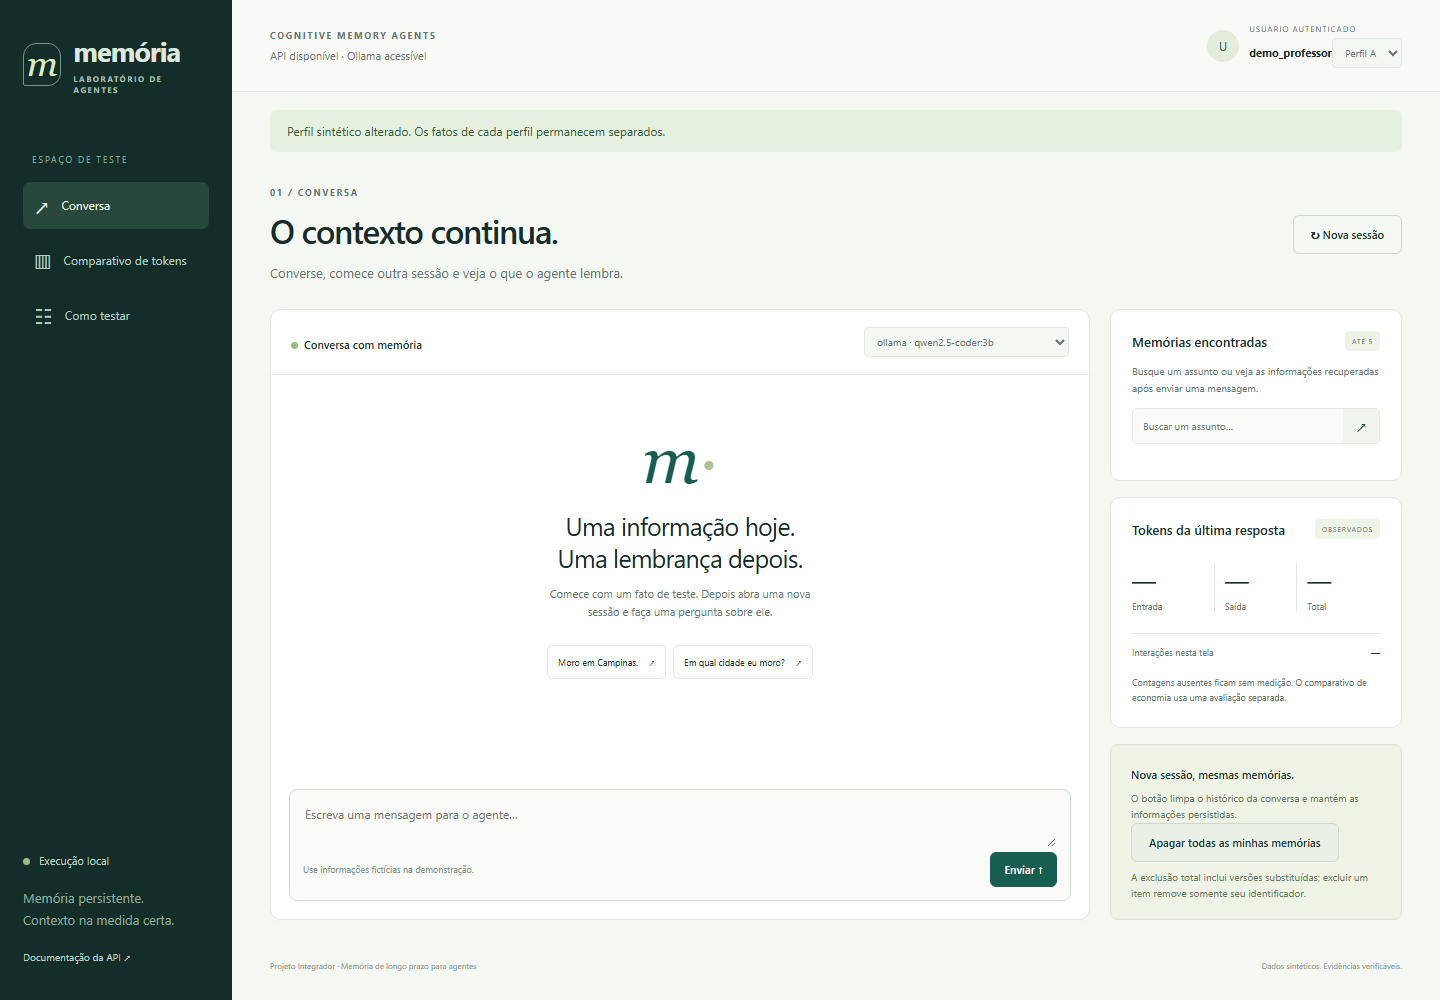 m
memória
LABORATÓRIO DE
AGENTES
ESPAÇO DE TESTE
Conversa
Comparativo de tokens
Como testar
Execução local
Memória persistente.
Contexto na medida certa.
Documentação da API ↗
COGNITIVE MEMORY AGENTS
API disponível · Ollama acessível
U
USUÁRIO AUTENTICADO
demo_professor
Perfil A
Perfil sintético alterado. Os fatos de cada perfil permanecem separados.
01 / CONVERSA
O contexto continua.
Converse, comece outra sessão e veja o que o agente lembra.
↻ Nova sessão
Conversa com memória
ollama · qwen2.5-coder:3b
m
Uma informação hoje.
Uma lembrança depois.
Comece com um fato de teste. Depois abra uma nova
sessão e faça uma pergunta sobre ele.
Moro em Campinas. ↗
Em qual cidade eu moro? ↗
Escreva uma mensagem para o agente...
Use informações fictícias na demonstração.
Enviar ↑
Memórias encontradas
ATÉ 5
Busque um assunto ou veja as informações recuperadas
após enviar uma mensagem.
Buscar um assunto...
↗
Tokens da última resposta
OBSERVADOS
— — —
Entrada
Saída
Total
Interações nesta tela —
Contagens ausentes ficam sem medição. O comparativo de
economia usa uma avaliação separada.
Nova sessão, mesmas memórias.
O botão limpa o histórico da conversa e mantém as
informações persistidas.
Apagar todas as minhas memórias
A exclusão total inclui versões substituídas; excluir um
item remove somente seu identificador.
Projeto Integrador · Memória de longo prazo para agentes
Dados sintéticos. Evidências verificáveis.